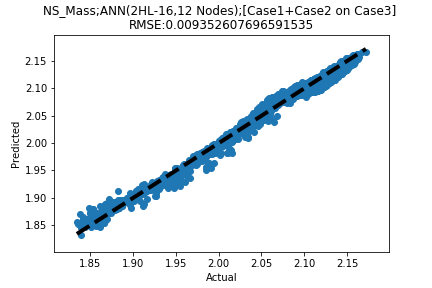 NS_Mass;ANN(2HL-16,12 Nodes);[Case1+Case2 on Case3]
RMSE:0.009352607696591535
2.15
2.10
2.05
2.00
1.95
1.90
1.85
Predicted
1.85 1.90 1.95 2.00 2.05 2.10 2.15
Actual